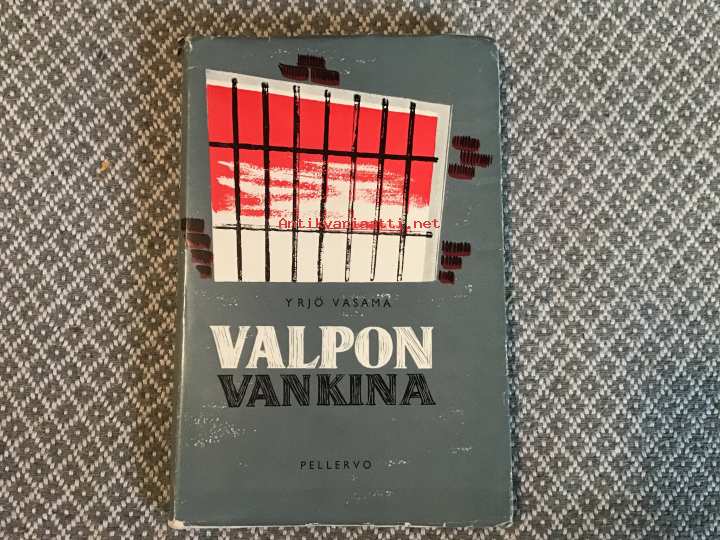 Antikvariaatti.net
YRJÖ VASAMA
VALPON
VANKINA
PELLERVO